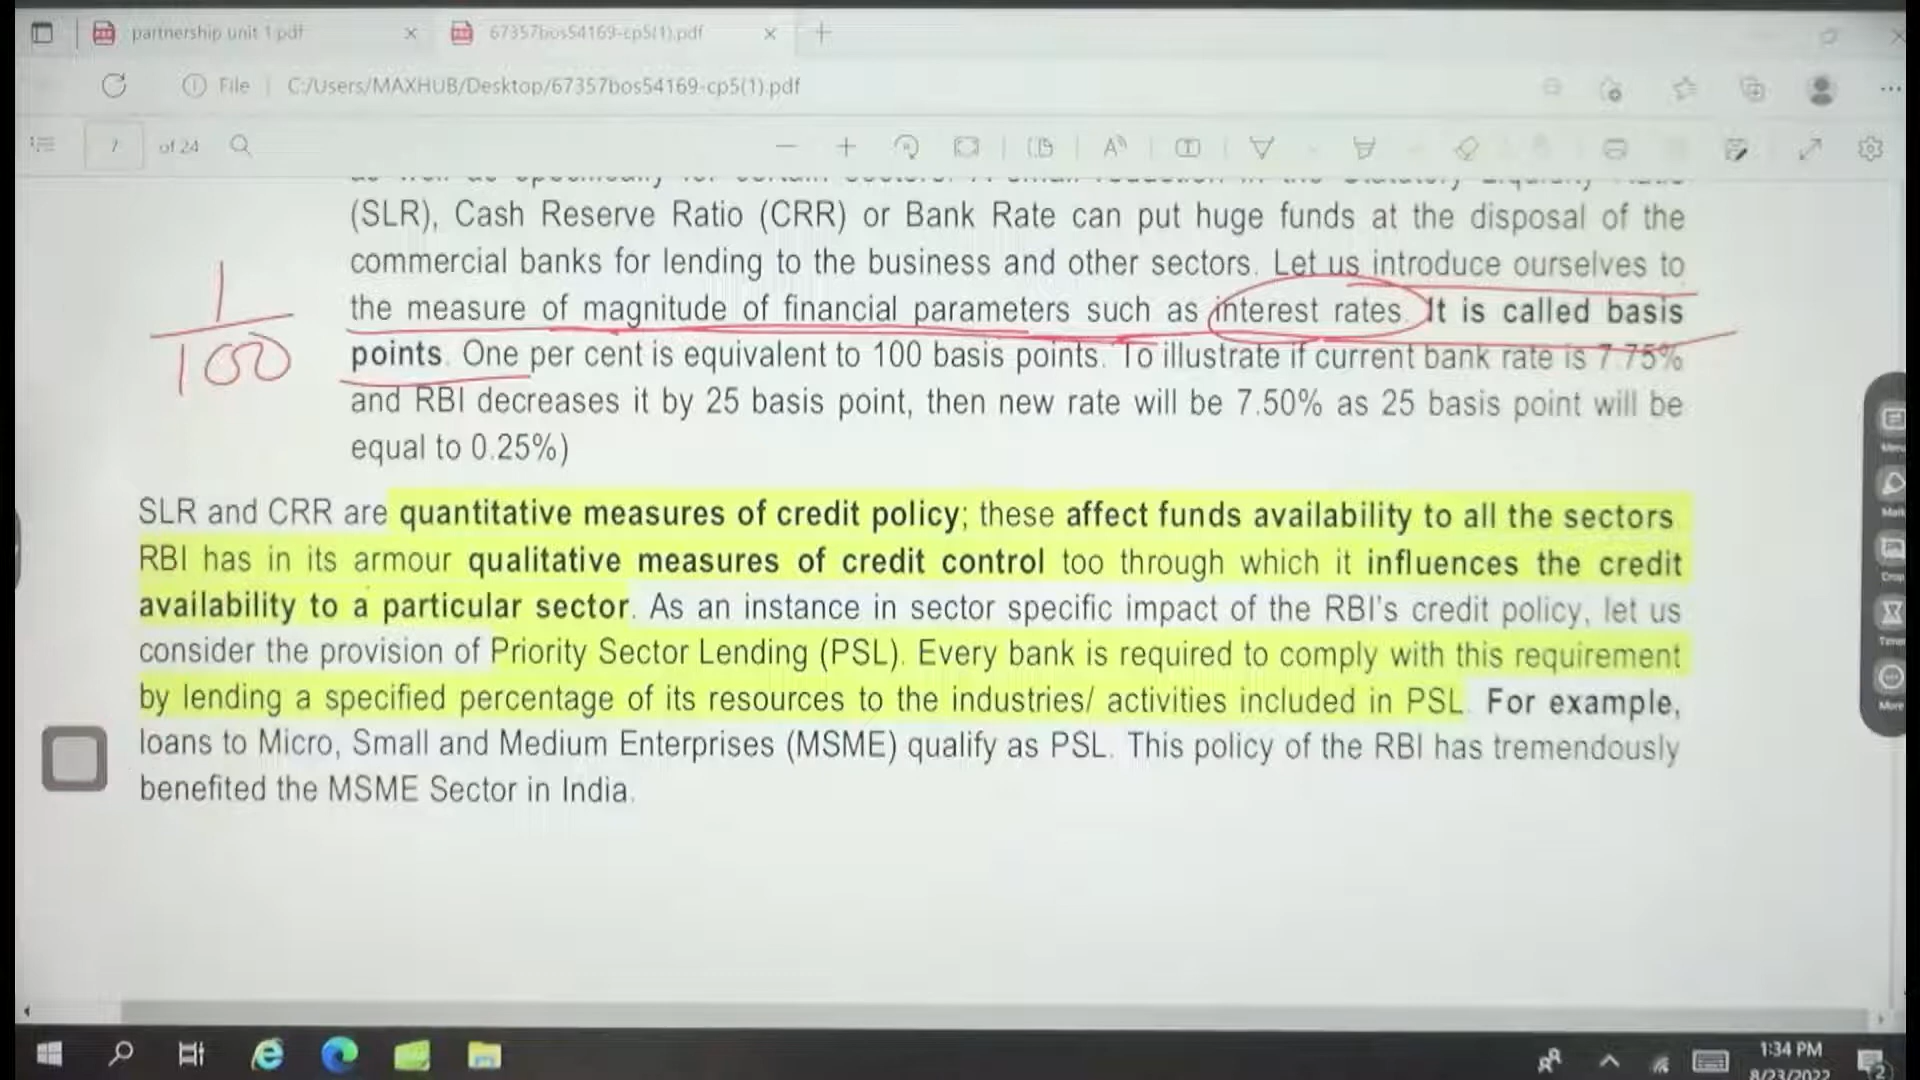 partnership unit 1.pdf
67357bos54169-cp5(1).pdf
File C:/Users/MAXHUB/Desktop/67357bos54169-cp5(1).pdf
7 of 24
(SLR), Cash Reserve Ratio (CRR) or Bank Rate can put huge funds at the disposal of the
commercial banks for lending to the business and other sectors. Let us introduce ourselves to
the measure of magnitude of financial parameters such as interest rates. It is called basis
points. One per cent is equivalent to 100 basis points. To illustrate if current bank rate is 7.75%
and RBI decreases it by 25 basis point, then new rate will be 7.50% as 25 basis point will be
equal to 0.25%)
1
100
SLR and CRR are quantitative measures of credit policy; these affect funds availability to all the sectors
RBI has in its armour qualitative measures of credit control too through which it influences the credit
availability to a particular sector. As an instance in sector specific impact of the RBI's credit policy, let us
consider the provision of Priority Sector Lending (PSL). Every bank is required to comply with this requirement
by lending a specified percentage of its resources to the industries/ activities included in PSL. For example,
loans to Micro, Small and Medium Enterprises (MSME) qualify as PSL. This policy of the RBI has tremendously
benefited the MSME Sector in India.
Crop
More
1:34 PM
8/23/2022
2